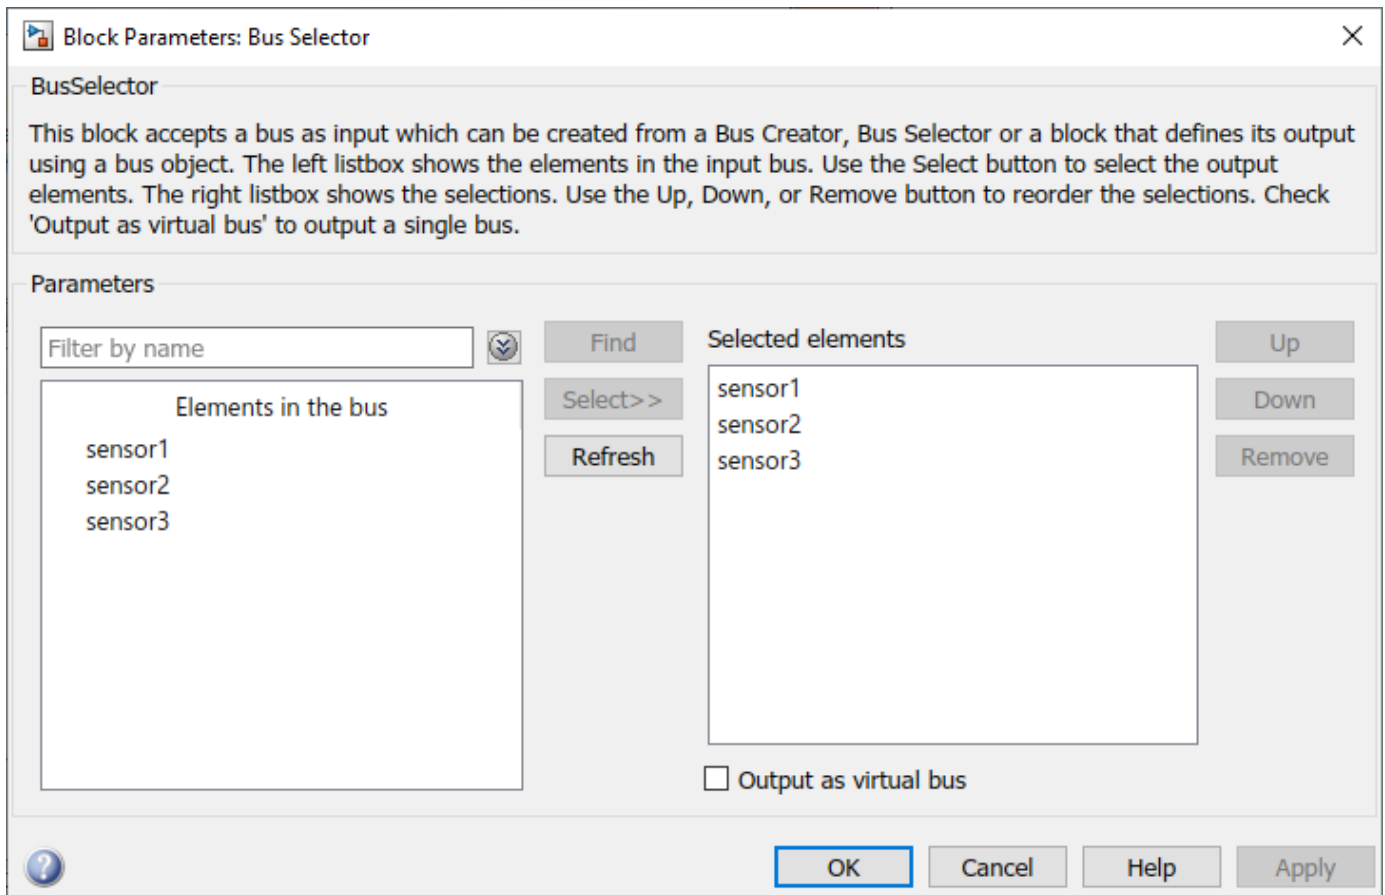 Block Parameters: Bus Selector
BusSelector
This block accepts a bus as input which can be created from a Bus Creator, Bus Selector or a block that defines its output
using a bus object. The left listbox shows the elements in the input bus. Use the Select button to select the output
elements. The right listbox shows the selections. Use the Up, Down, or Remove button to reorder the selections. Check
'Output as virtual bus' to output a single bus.
Parameters
Filter by name
Find
Selected elements
Up
Elements in the bus
Select>>
sensor1
Down
sensor1
Refresh
sensor2
Remove
sensor2
sensor3
sensor3
Output as virtual bus
?
OK
Cancel
Help
Apply